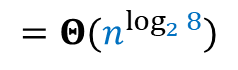 = Θ(n^{log₂ 8})